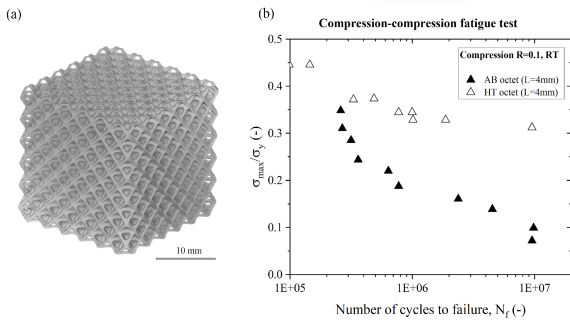 (a)
10 mm
(b)
Compression-compression fatigue test
Compression R=0.1, RT
AB octet (L=4mm)
HT octet (L=4mm)
σmax/σy (-)
0.5
0.4
0.3
0.2
0.1
0.0
1E+05
1E+06
1E+07
Number of cycles to failure, Nf (-)